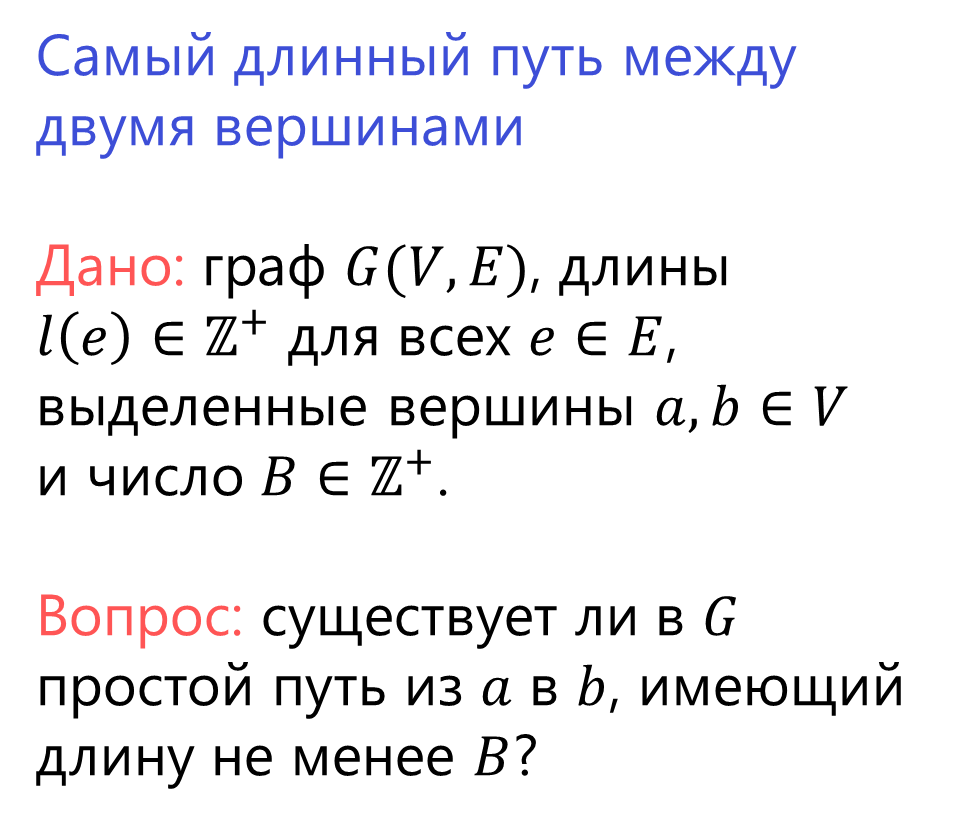 Самый длинный путь между
двумя вершинами
Дано: граф G(V, E), длины
l(e) ∈ ℤ⁺ для всех e ∈ E,
выделенные вершины a, b ∈ V
и число B ∈ ℤ⁺.
Вопрос: существует ли в G
простой путь из a в b, имеющий
длину не менее B?